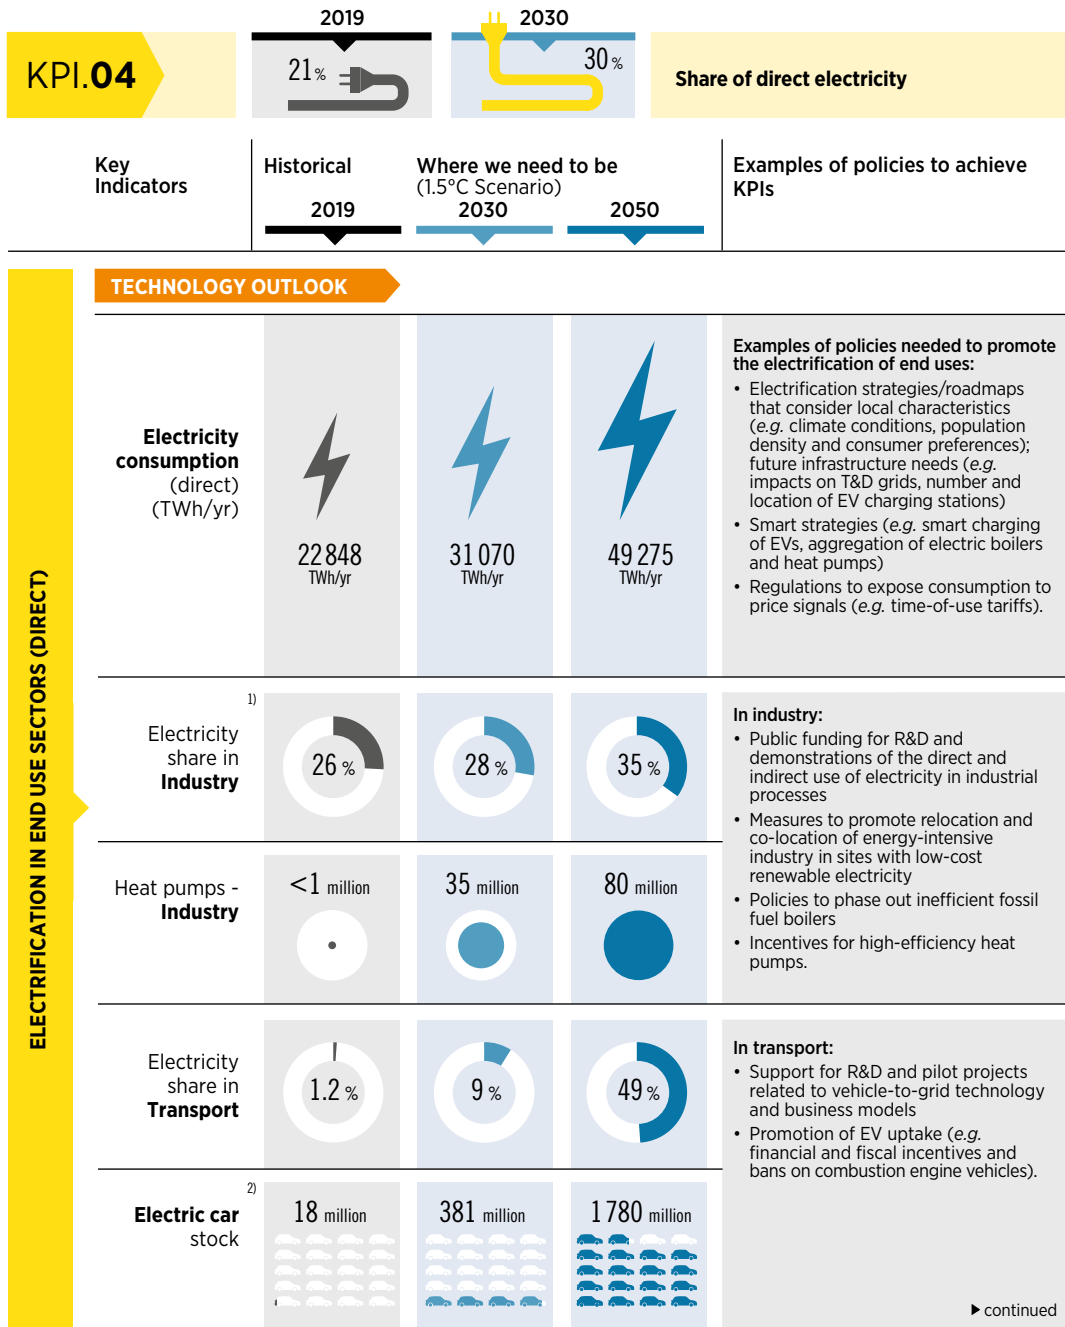 KPI.04
2019
21 %
2030
30 %
Share of direct electricity
Key
Indicators
Historical
2019
Where we need to be
(1.5°C Scenario)
2030
2050
Examples of policies to achieve
KPIs
ELECTRIFICATION IN END USE SECTORS (DIRECT)
TECHNOLOGY OUTLOOK
Electricity
consumption
(direct)
(TWh/yr)
22 848
TWh/yr
31 070
TWh/yr
49 275
TWh/yr
Examples of policies needed to promote
the electrification of end uses:
• Electrification strategies/roadmaps
that consider local characteristics
(e.g. climate conditions, population
density and consumer preferences);
future infrastructure needs (e.g.
impacts on T&D grids, number and
location of EV charging stations)
• Smart strategies (e.g. smart charging
of EVs, aggregation of electric boilers
and heat pumps)
• Regulations to expose consumption to
price signals (e.g. time-of-use tariffs).
1)
Electricity
share in
Industry
26 %
28 %
35 %
In industry:
• Public funding for R&D and
demonstrations of the direct and
indirect use of electricity in industrial
processes
• Measures to promote relocation and
co-location of energy-intensive
industry in sites with low-cost
renewable electricity
• Policies to phase out inefficient fossil
fuel boilers
• Incentives for high-efficiency heat
pumps.
Heat pumps -
Industry
<1 million
35 million
80 million
Electricity
share in
Transport
1.2 %
9 %
49 %
In transport:
• Support for R&D and pilot projects
related to vehicle-to-grid technology
and business models
• Promotion of EV uptake (e.g.
financial and fiscal incentives and
bans on combustion engine vehicles).
2)
Electric car
stock
18 million
381 million
1 780 million
continued